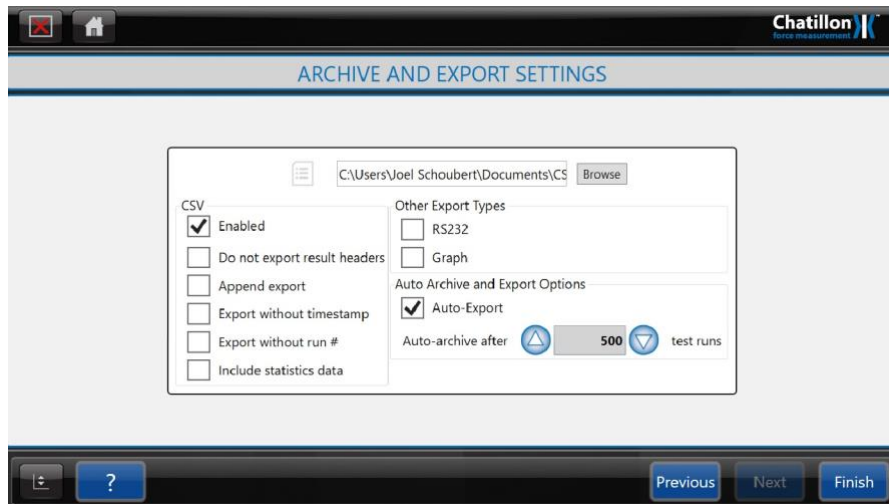 Chatillon
force measurement
ARCHIVE AND EXPORT SETTINGS
C:\Users\Joel Schoubert\Documents\CS
Browse
CSV
Enabled
Do not export result headers
Append export
Export without timestamp
Export without run #
Include statistics data
Other Export Types
RS232
Graph
Auto Archive and Export Options
Auto-Export
Auto-archive after 500 test runs
?
Previous
Next
Finish